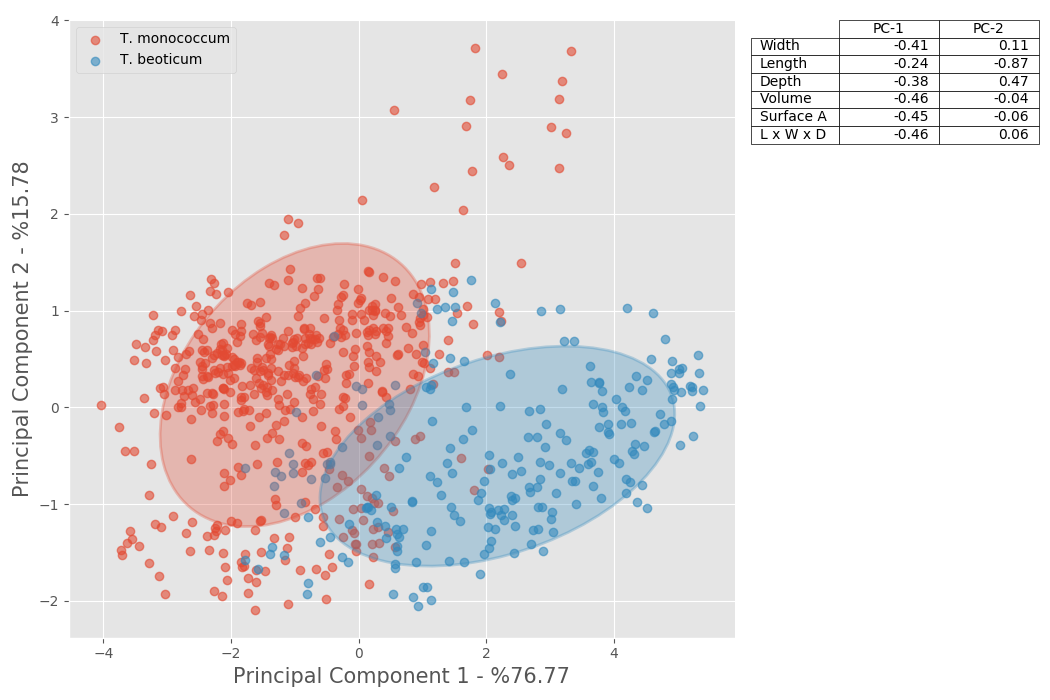 T. monococcum
T. beoticum
4
3
2
1
0
−1
−2
−4
−2
0
2
4
Principal Component 2 - %15.78
Principal Component 1 - %76.77
PC-1 PC-2
Width -0.41 0.11
Length -0.24 -0.87
Depth -0.38 0.47
Volume -0.46 -0.04
Surface A -0.45 -0.06
L x W x D -0.46 0.06